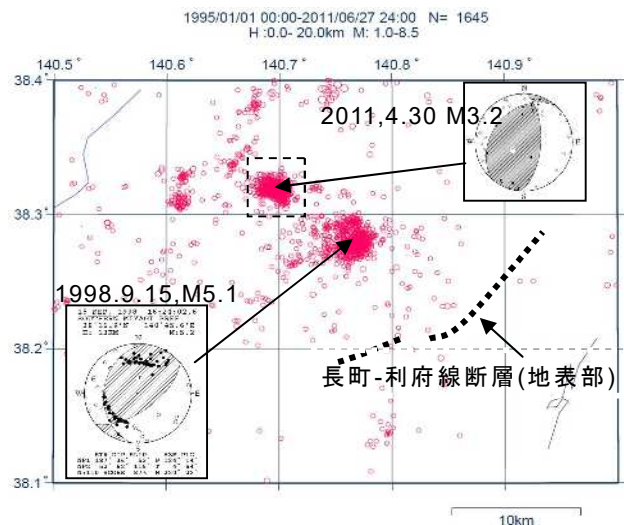 1995/01/01 00:00-2011/06/27 24:00 N= 1645
H :0.0- 20.0km M: 1.0-8.5
140.5° 140.6° 140.7° 140.8° 140.9°
38.4°
2011,4.30 M3.2
N
W E
S
38.3°
1998.9.15,M5.1
N
W E
S
38.2°
長町-利府線断層(地表部)
38.1°
10km